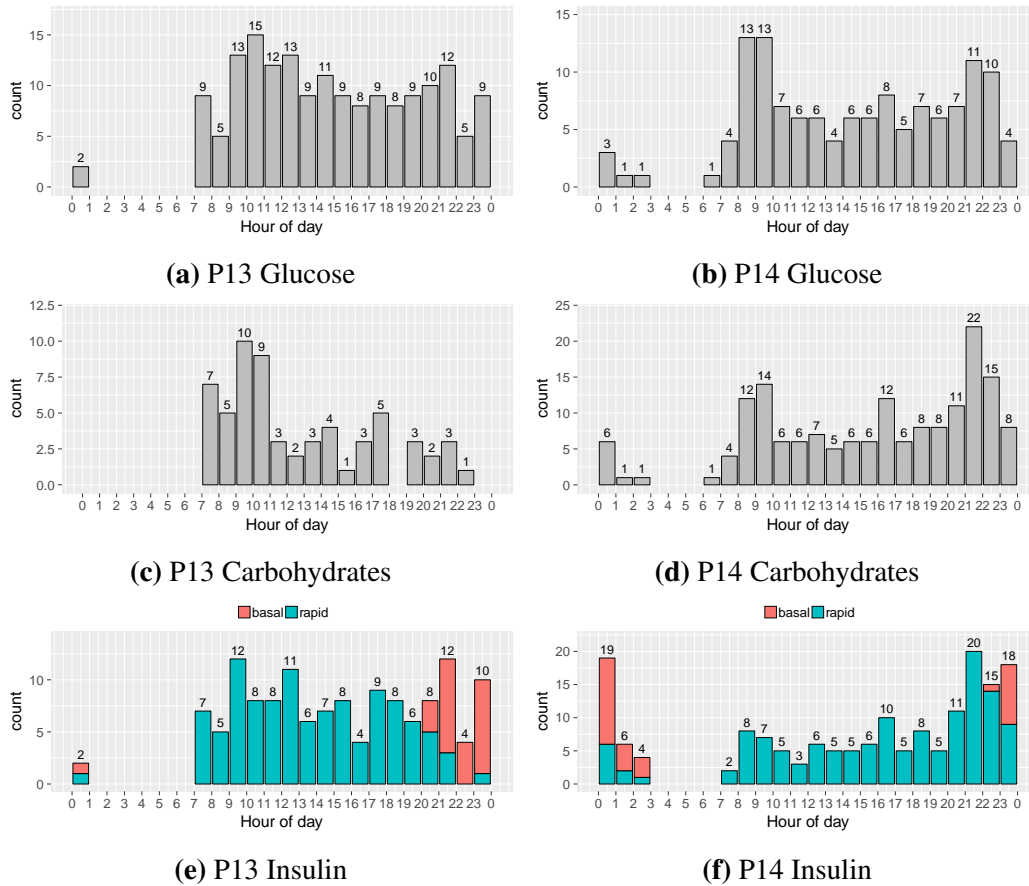 15
10
5
0
count
2 9 5 13 15 12 13 9 11 9 8 9 8 9 10 12 5 9
0 1 2 3 4 5 6 7 8 9 10 11 12 13 14 15 16 17 18 19 20 21 22 23 0
Hour of day
(a) P13 Glucose
15
10
5
0
count
3 1 1 1 4 13 13 7 6 6 4 6 6 8 5 7 6 7 11 10 4
0 1 2 3 4 5 6 7 8 9 10 11 12 13 14 15 16 17 18 19 20 21 22 23 0
Hour of day
(b) P14 Glucose
12.5
10.0
7.5
5.0
2.5
0.0
count
7 5 10 9 3 2 3 4 1 3 5 3 2 3 1
0 1 2 3 4 5 6 7 8 9 10 11 12 13 14 15 16 17 18 19 20 21 22 23 0
Hour of day
(c) P13 Carbohydrates
25
20
15
10
5
0
count
6 1 1 1 4 12 14 6 6 7 5 6 6 12 6 8 8 11 22 15 8
0 1 2 3 4 5 6 7 8 9 10 11 12 13 14 15 16 17 18 19 20 21 22 23 0
Hour of day
(d) P14 Carbohydrates
basal rapid
10
5
0
count
2 7 5 12 8 8 11 6 7 8 4 9 8 6 8 12 4 10
0 1 2 3 4 5 6 7 8 9 10 11 12 13 14 15 16 17 18 19 20 21 22 23 0
Hour of day
(e) P13 Insulin
basal rapid
20
15
10
5
0
count
19 6 4 2 8 7 5 3 6 5 5 6 10 5 8 5 11 20 15 18
0 1 2 3 4 5 6 7 8 9 10 11 12 13 14 15 16 17 18 19 20 21 22 23 0
Hour of day
(f) P14 Insulin